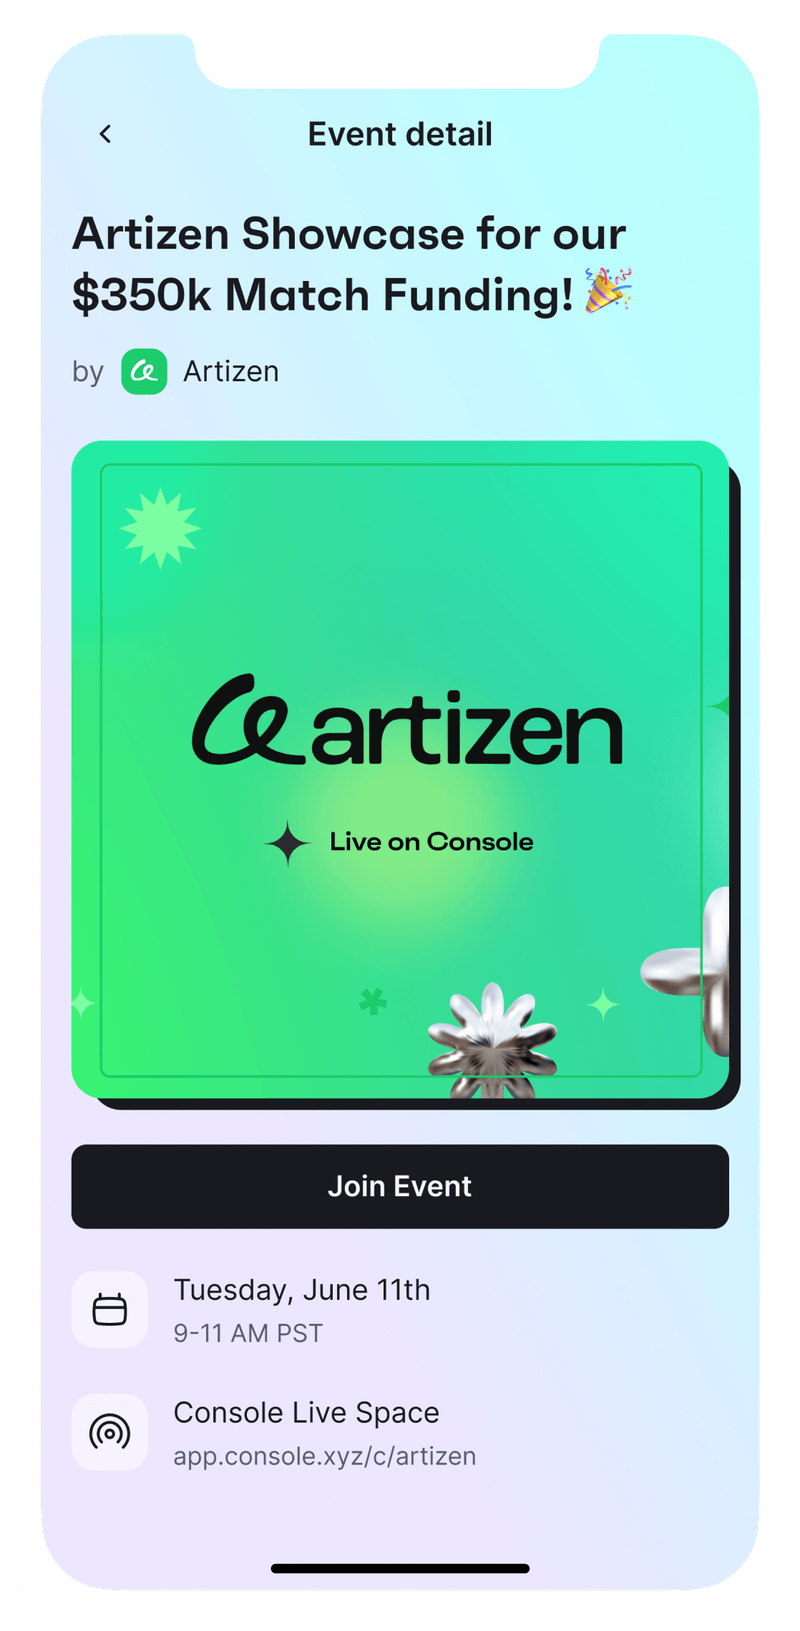 Event detail
Artizen Showcase for our
$350k Match Funding! 🎉
by Artizen
artizen
Live on Console
Join Event
Tuesday, June 11th
9-11 AM PST
Console Live Space
app.console.xyz/c/artizen